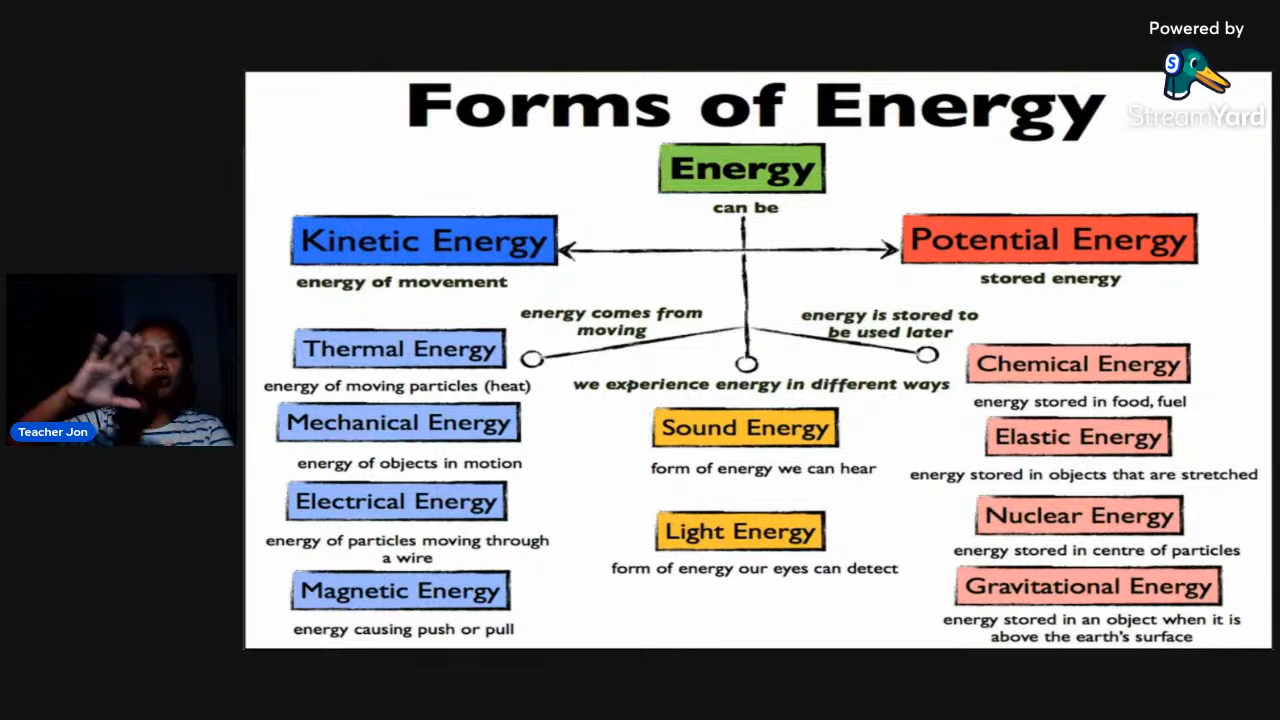 Powered by
StreamYard
Forms of Energy
Energy
can be
Kinetic Energy
energy of movement
Potential Energy
stored energy
energy comes from
moving
energy is stored to
be used later
we experience energy in different ways
Thermal Energy
energy of moving particles (heat)
Mechanical Energy
energy of objects in motion
Electrical Energy
energy of particles moving through
a wire
Magnetic Energy
energy causing push or pull
Sound Energy
form of energy we can hear
Light Energy
form of energy our eyes can detect
Chemical Energy
energy stored in food, fuel
Elastic Energy
energy stored in objects that are stretched
Nuclear Energy
energy stored in centre of particles
Gravitational Energy
energy stored in an object when it is
above the earth's surface
Teacher Jon
S